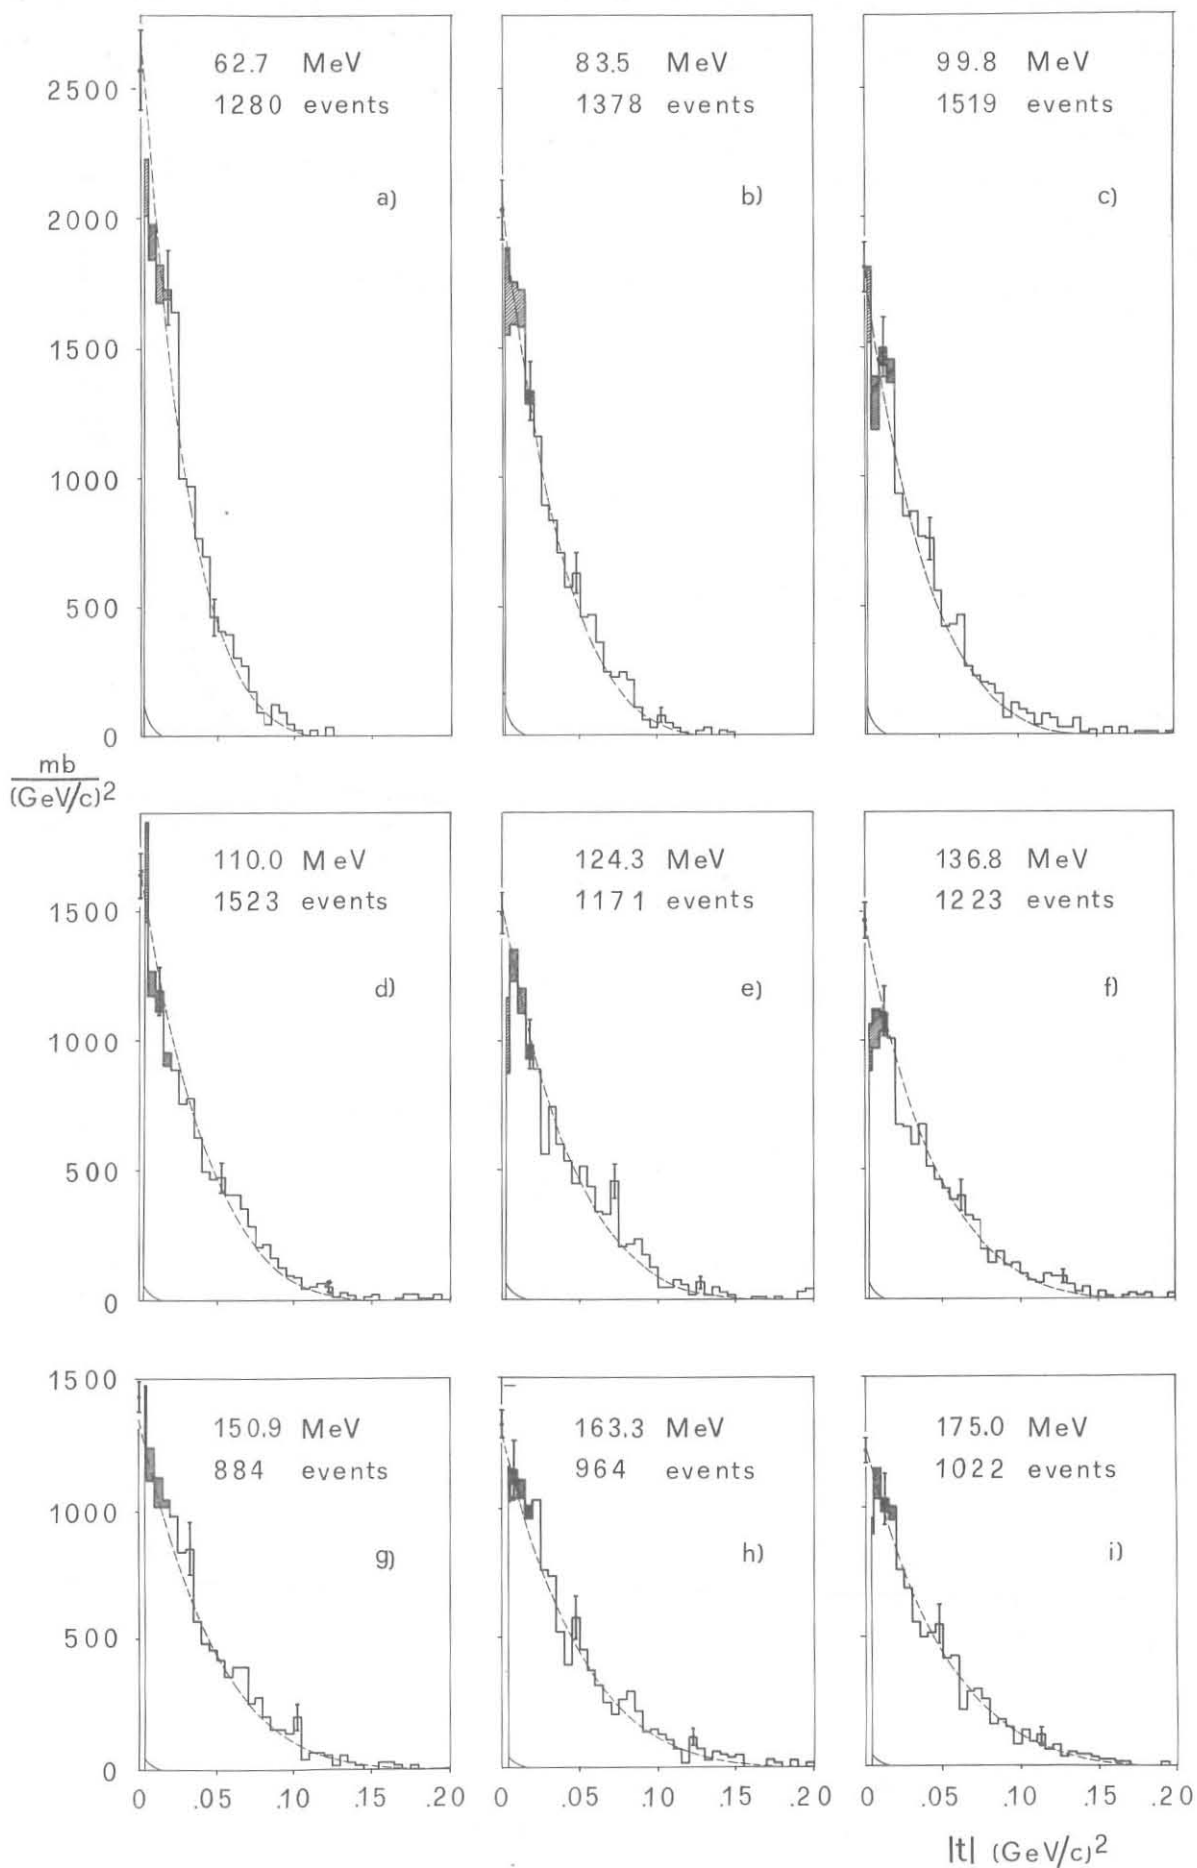 62.7 MeV
1280 events
a)
83.5 MeV
1378 events
b)
99.8 MeV
1519 events
c)
2500
2000
1500
1000
500
0
mb
(GeV/c)2
110.0 MeV
1523 events
d)
124.3 MeV
1171 events
e)
136.8 MeV
1223 events
f)
1500
1000
500
0
150.9 MeV
884 events
g)
163.3 MeV
964 events
h)
175.0 MeV
1022 events
i)
1500
1000
500
0
0 .05 .10 .15 .20
0 .05 .10 .15 .20
0 .05 .10 .15 0.20
|t| (GeV/c)2